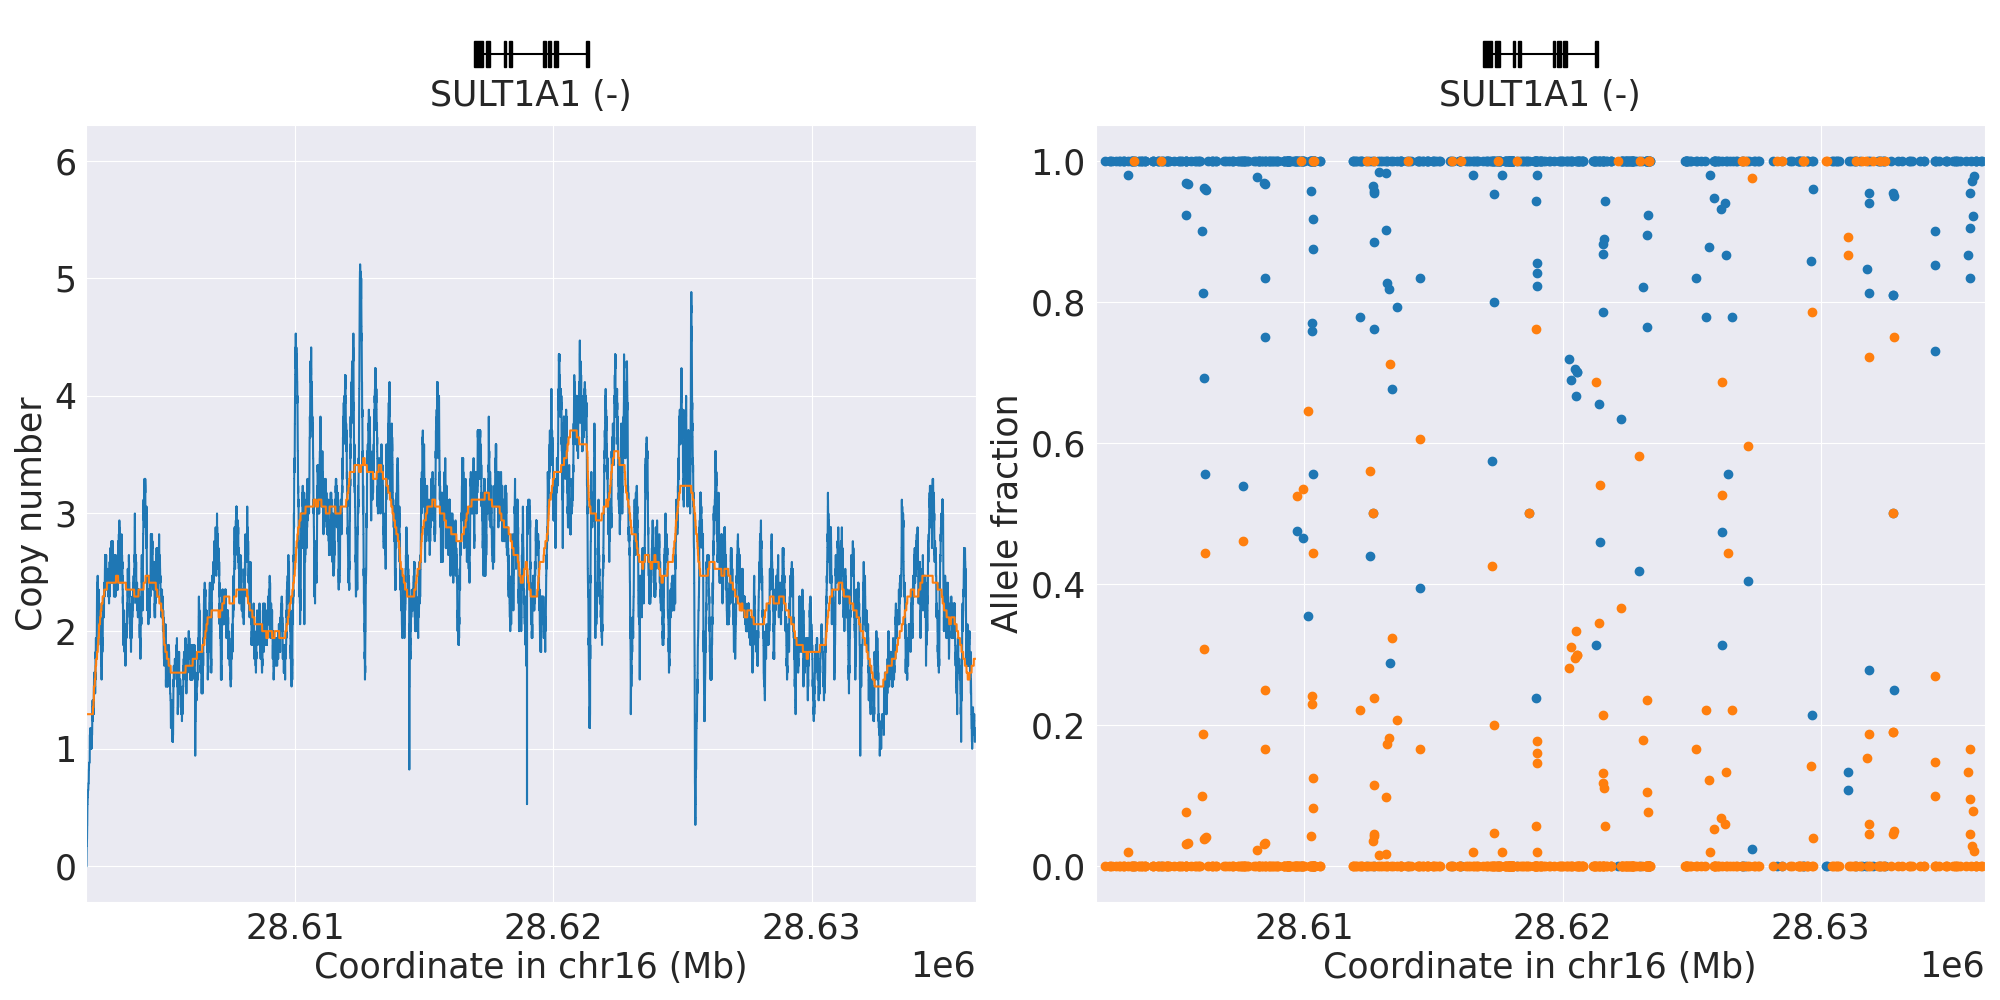 SULT1A1 (-)
SULT1A1 (-)
Copy number
6
5
4
3
2
1
0
28.61
28.62
28.63
Coordinate in chr16 (Mb)
1e6
Allele fraction
1.0
0.8
0.6
0.4
0.2
0.0
28.61
28.62
28.63
Coordinate in chr16 (Mb)
1e6